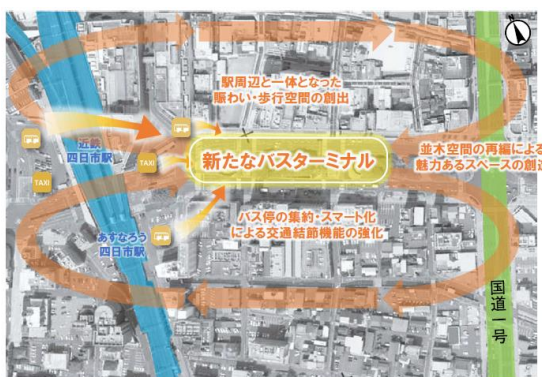 N
駅周辺と一体となった
賑わい・歩行空間の創出
近鉄
四日市駅
TAXI
新たなバスターミナル
並木空間の再編による
魅力あるスペースの創造
TAXI
バス停の集約・スマート化
による交通結節機能の強化
あすなろう
四日市駅
国道一号